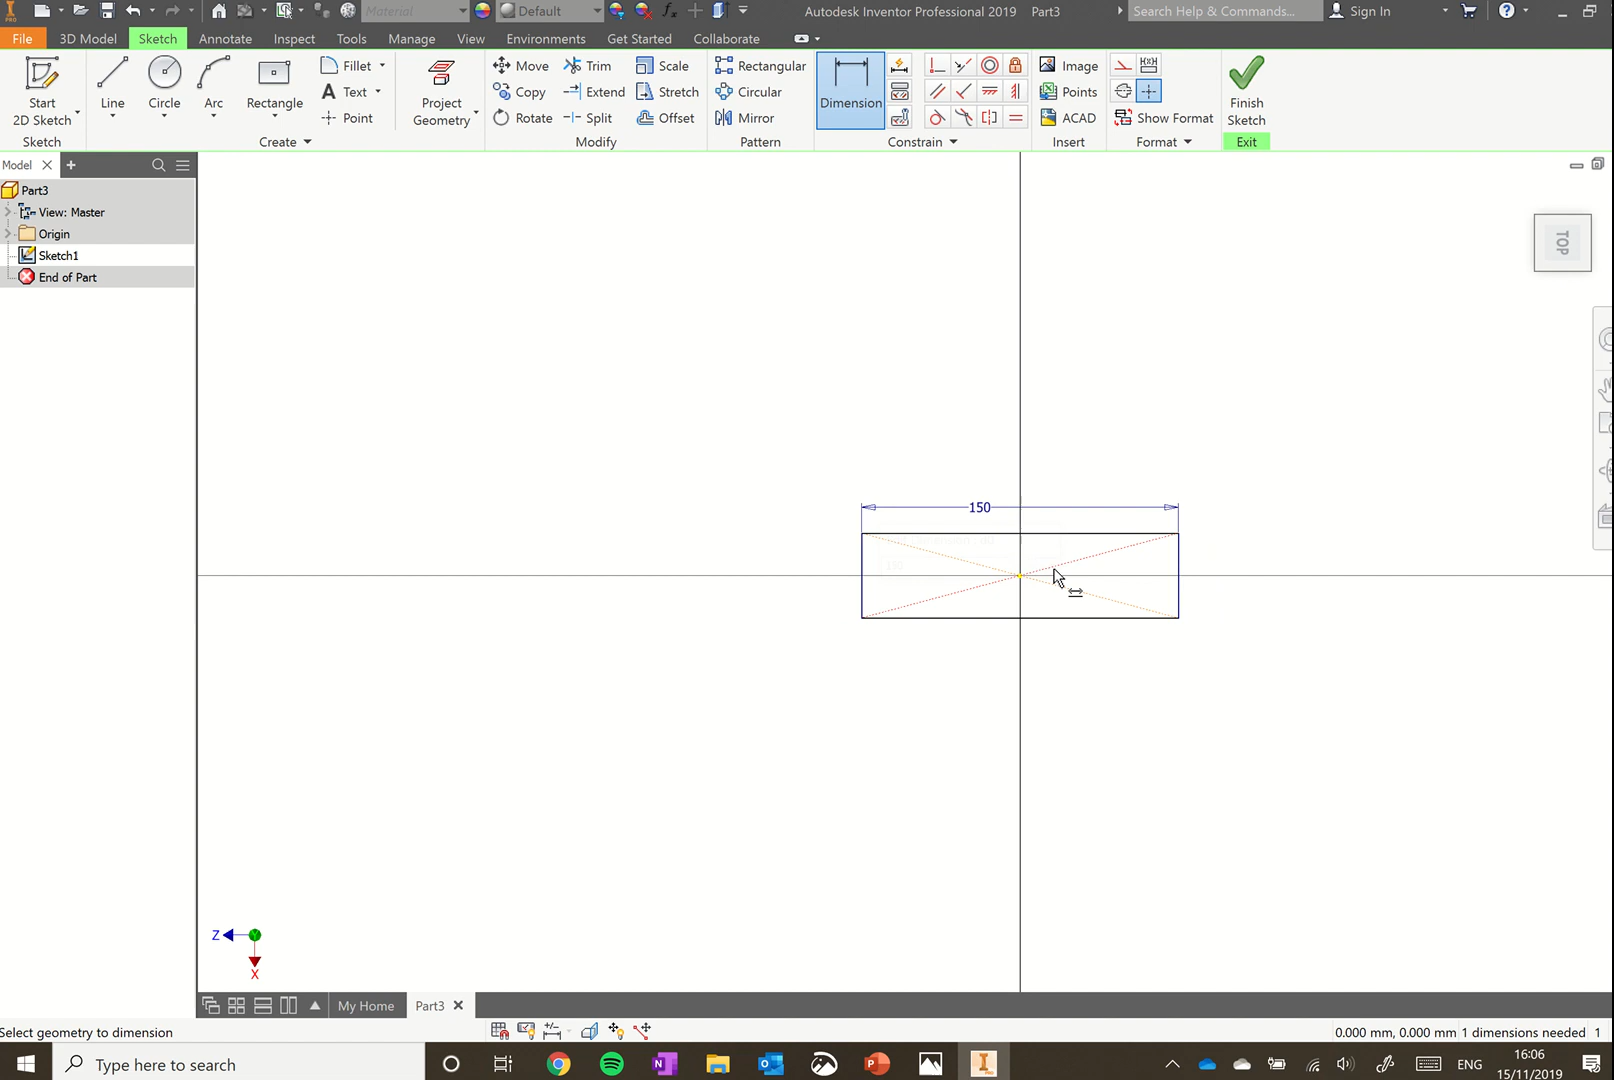 Material
Default
Autodesk Inventor Professional 2019 Part3
Search Help & Commands...
Sign In
File 3D Model Sketch Annotate Inspect Tools Manage View Environments Get Started Collaborate
Start
2D Sketch
Line
Circle
Arc
Rectangle
Fillet
Text
Point
Project
Geometry
Move
Trim
Scale
Copy
Extend
Stretch
Rotate
Split
Offset
Rectangular
Circular
Mirror
Dimension
Image
Points
ACAD
Show Format
Finish
Sketch
Sketch Create Modify Pattern Constrain Insert Format Exit
Model
Part3
View: Master
Origin
Sketch1
End of Part
TOP
150
150
Z
X
My Home
Part3
Select geometry to dimension
0.000 mm, 0.000 mm 1 dimensions needed 1
Type here to search
ENG
16:06
15/11/2019